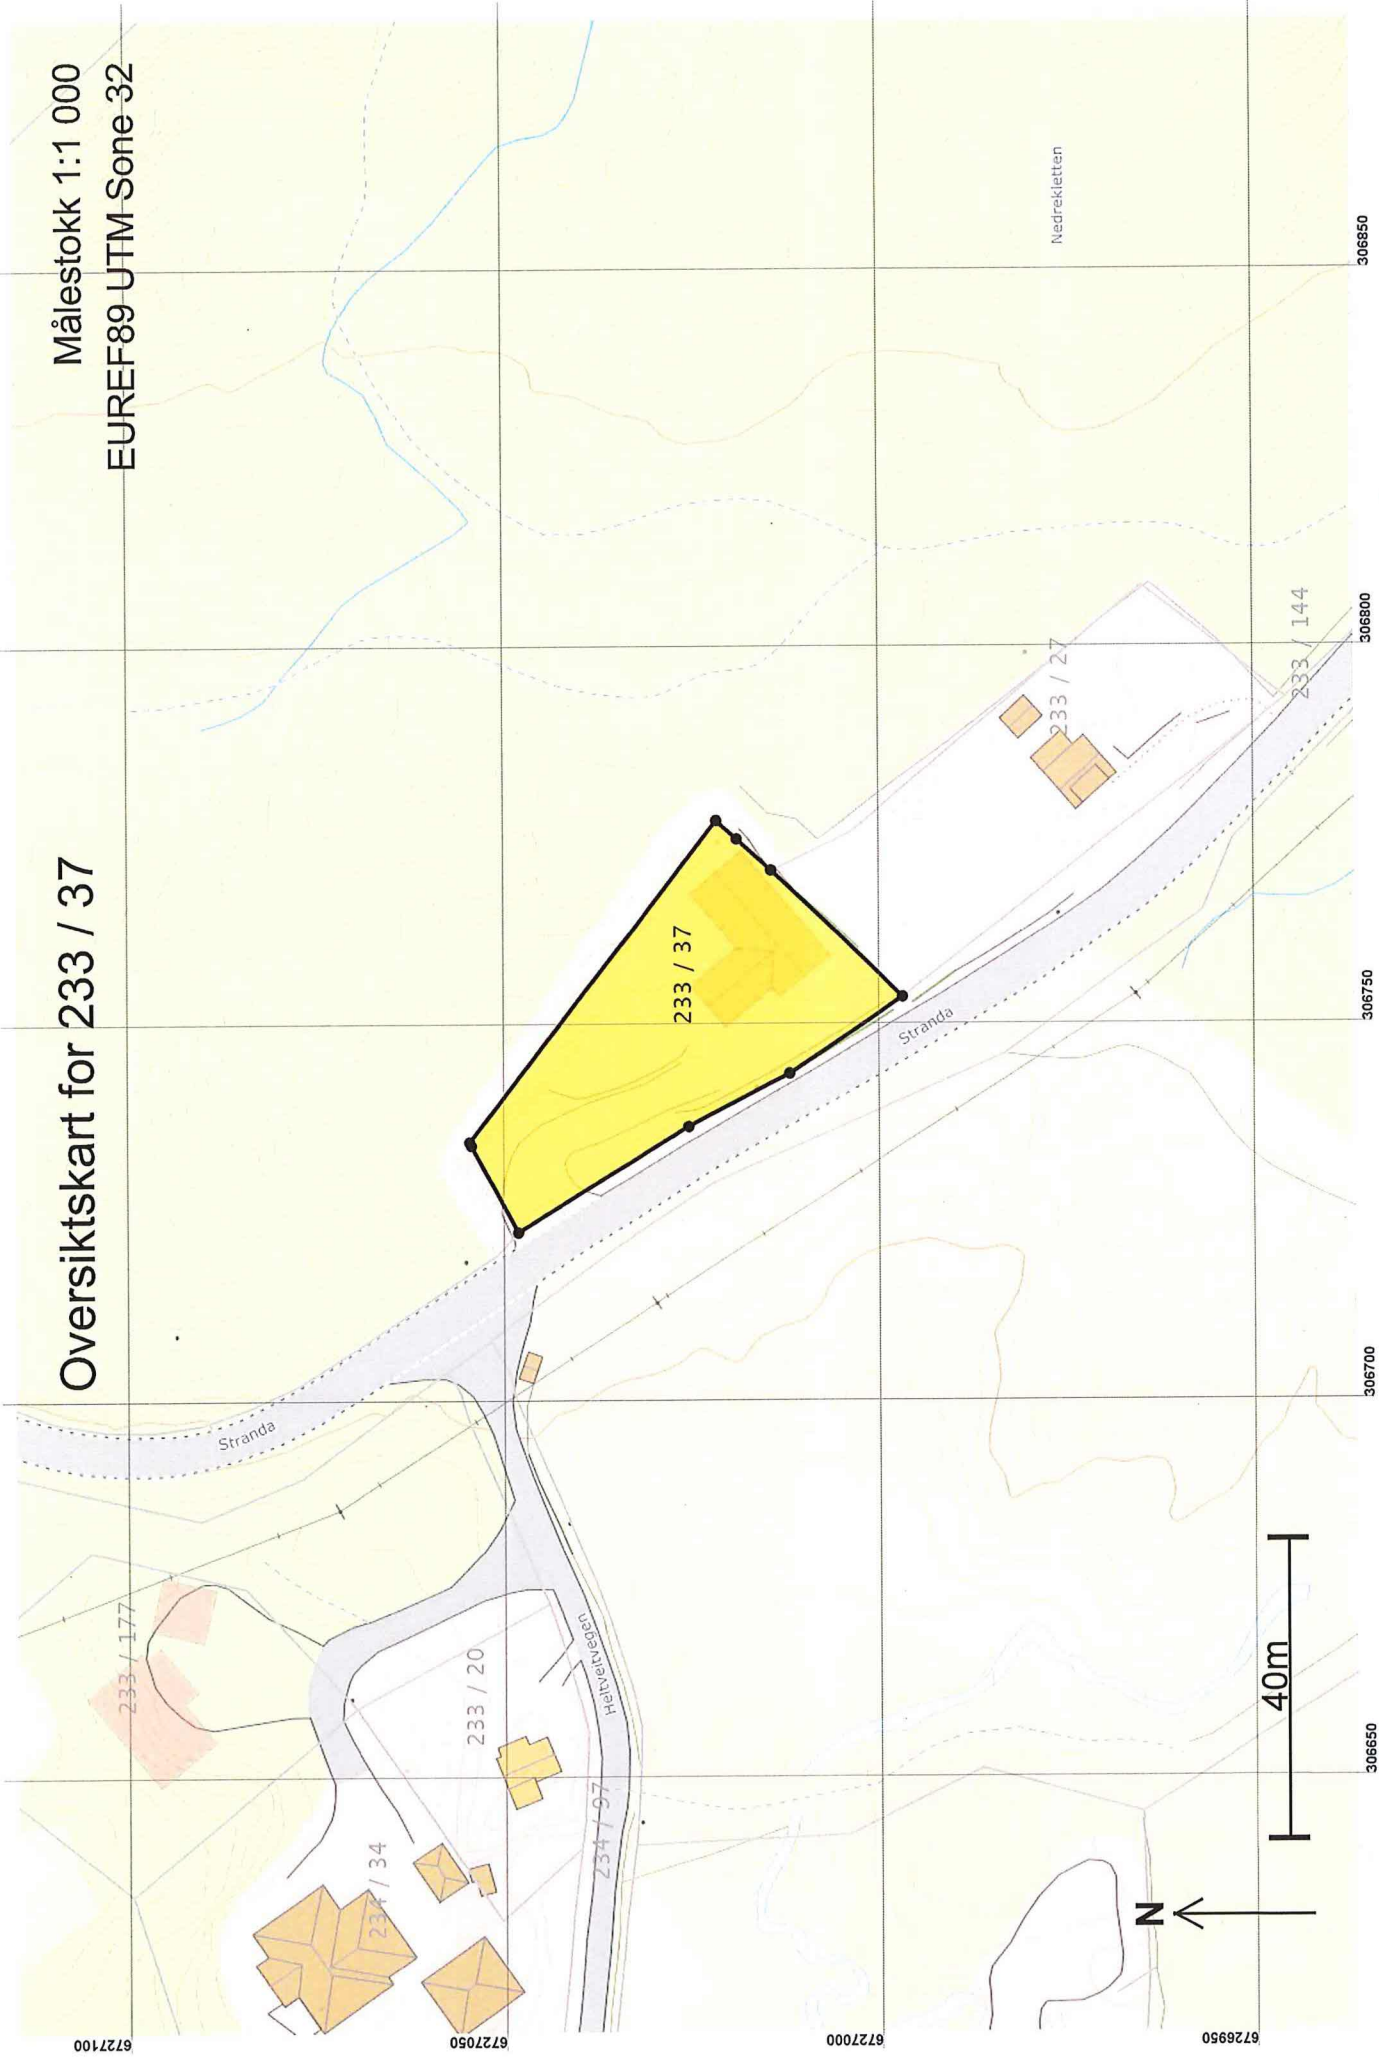 Oversiktskart for 233 / 37
Målestokk 1:1 000
EUREF89 UTM Sone 32
233 / 177
Stranda
234 / 34
233 / 20
Heltveitvegen
234 / 97
233 / 37
Stranda
233 / 27
Nedrekletten
233 / 144
N
40m
6727100
6727050
6727000
6726950
306650
306700
306750
306800
306850